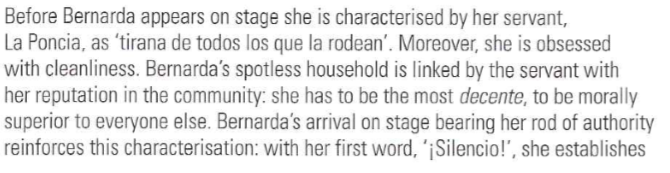 Before Bernarda appears on stage she is characterised by her servant,
La Poncia, as ‘tirana de todos los que la rodean’. Moreover, she is obsessed
with cleanliness. Bernarda’s spotless household is linked by the servant with
her reputation in the community: she has to be the most decente, to be morally
superior to everyone else. Bernarda’s arrival on stage bearing her rod of authority
reinforces this characterisation: with her first word, ‘¡Silencio!’, she establishes